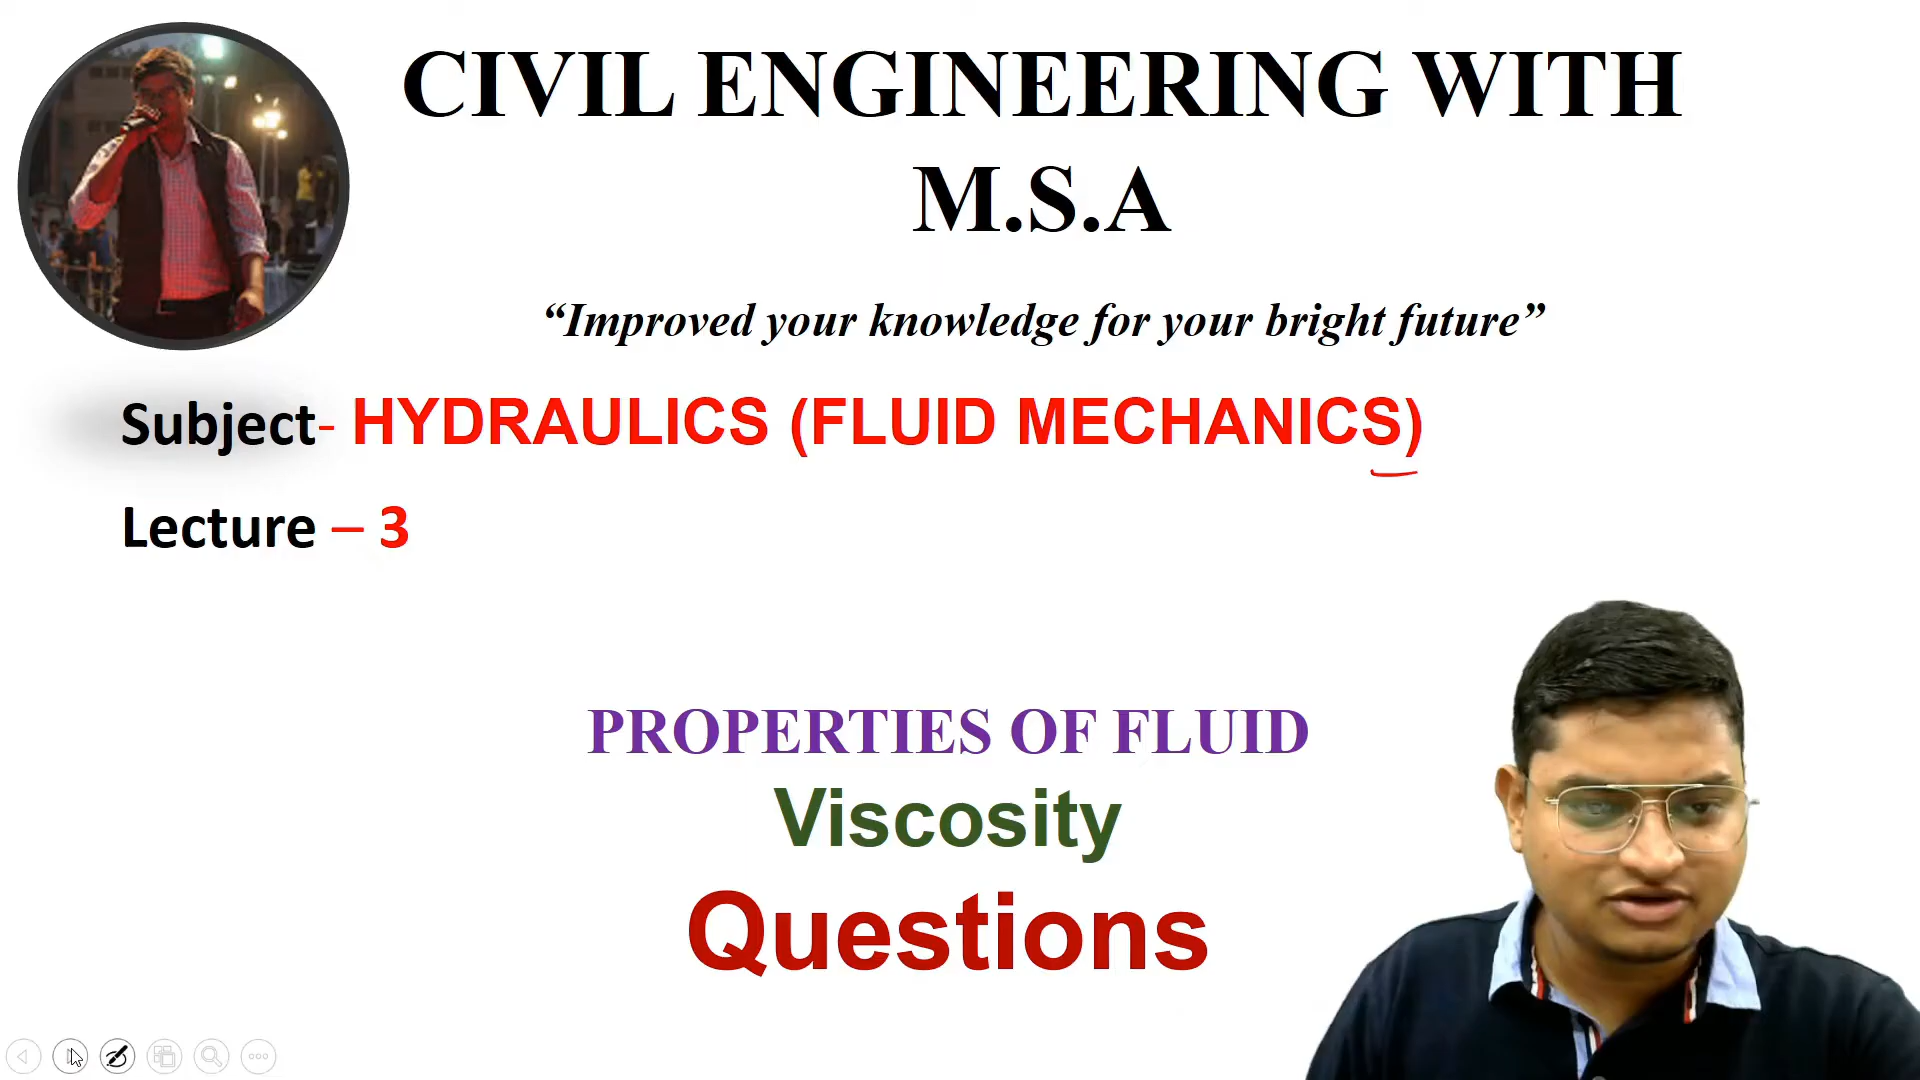 CIVIL ENGINEERING WITH
M.S.A
“Improved your knowledge for your bright future”
Subject- HYDRAULICS (FLUID MECHANICS)
Lecture – 3
PROPERTIES OF FLUID
Viscosity
Questions